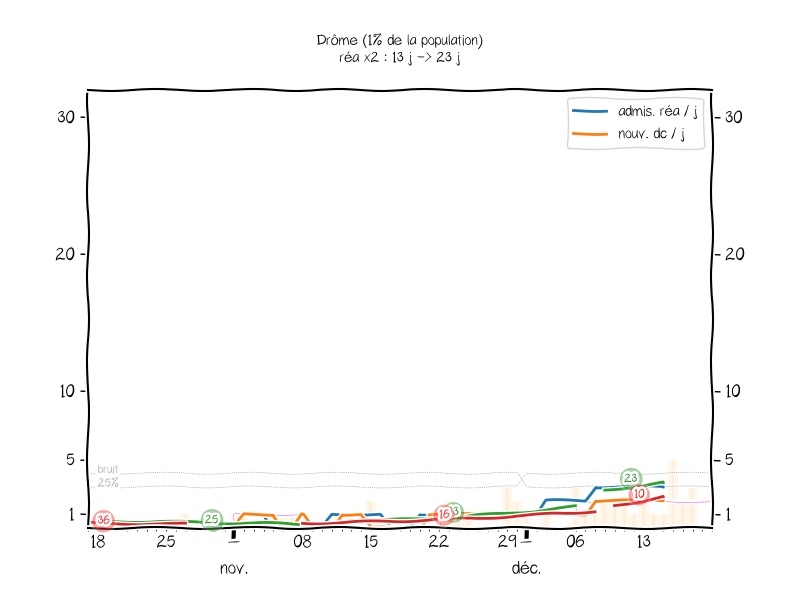 Drôme (1% de la population)
réa x2 : 13 j -> 23 j
admis. réa / j
nouv. dc / j
30 30
20 20
10 10
5 5
1 1
bruit
25%
36 25 16 23 10
18 25 08 15 22 29 06 13
nov. déc.